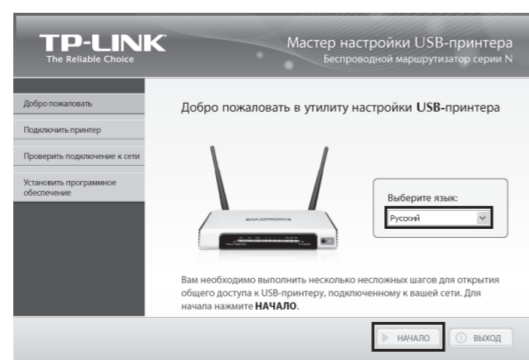 TP-LINK
The Reliable Choice
Мастер настройки USB-принтера
Беспроводной маршрутизатор серии N
Добро пожаловать
Подключить принтер
Проверить подключение к сети
Установить программное
обеспечение
Добро пожаловать в утилиту настройки USB-принтера
Выберите язык:
Русский
Вам необходимо выполнить несколько несложных шагов для открытия
общего доступа к USB-принтеру, подключенному к вашей сети. Для
начала нажмите НАЧАЛО.
НАЧАЛО
ВЫХОД